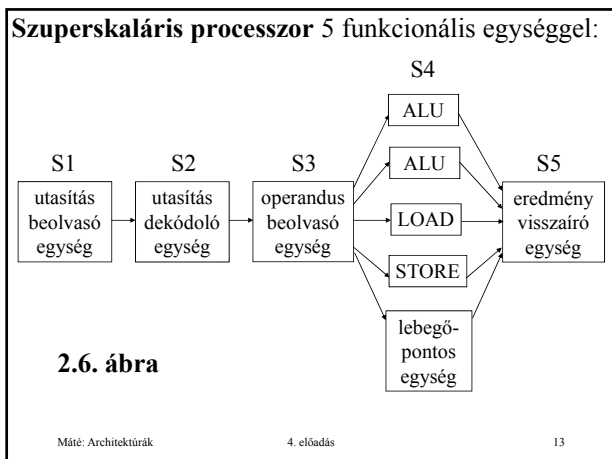 Szuperskaláris processzor 5 funkcionális egységgel:
S4
ALU
S1
S2
S3
ALU
S5
utasítás
beolvasó
egység
utasítás
dekódoló
egység
operandus
beolvasó
egység
LOAD
eredmény
visszaíró
egység
STORE
lebegő-
pontos
egység
2.6. ábra
Máté: Architektúrák
4. előadás
13